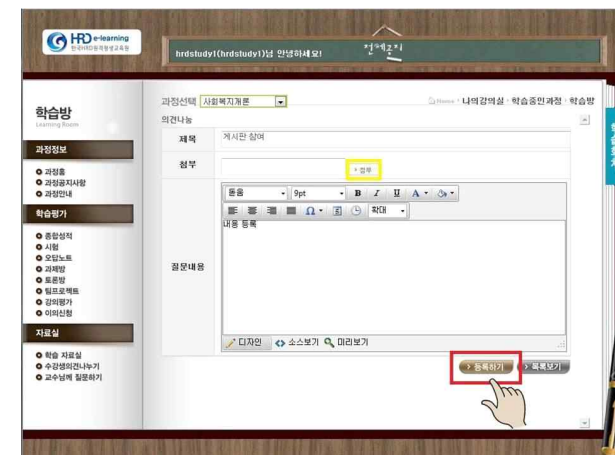 HRD e-learning
한국HRD원격평생교육원
hrdstudy1(hrdstudy1)님 안녕하세요!
전체공지
학습방
Learning Room
과정정보
과정홈
과정공지사항
과정안내
학습평가
종합성적
시험
오답노트
과제방
토론방
팀프로젝트
강의평가
이의신청
자료실
학습 자료실
수강생의견나누기
교수님께 질문하기
과정선택 사회복지개론
Home · 나의강의실 · 학습중인과정 · 학습방
의견나눔
제목 게시판 참여
첨부 첨부
돋움 9pt B I U A
Ω 확대
질문내용
내용 등록
디자인 소스보기 미리보기
등록하기 목록보기